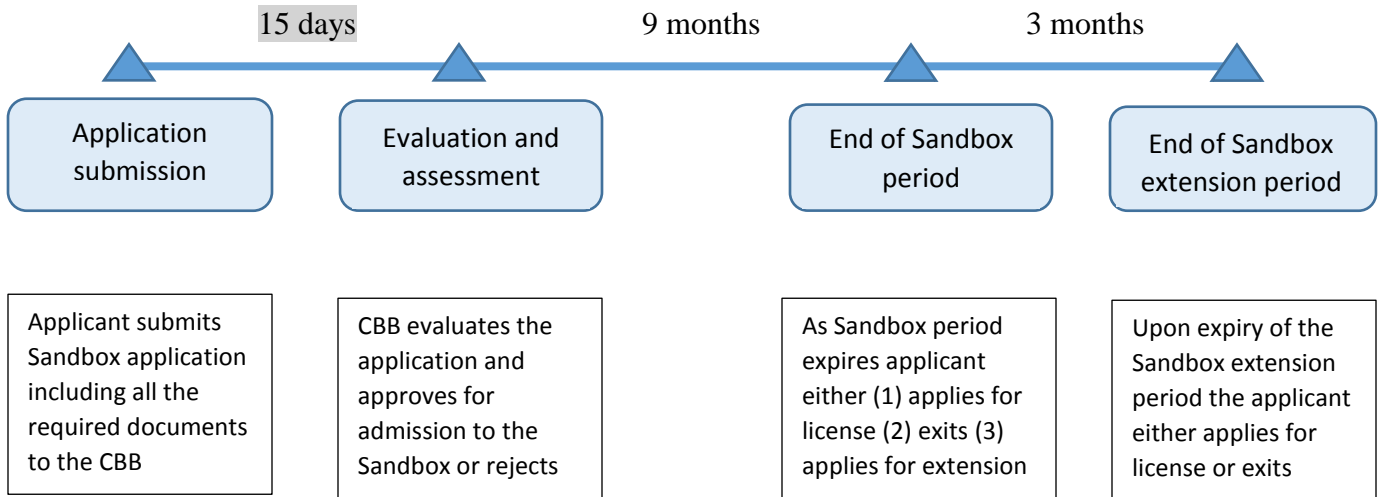 15 days
9 months
3 months
Application
submission
Evaluation and
assessment
End of Sandbox
period
End of Sandbox
extension period
Applicant submits
Sandbox application
including all the
required documents
to the CBB
CBB evaluates the
application and
approves for
admission to the
Sandbox or rejects
As Sandbox period
expires applicant
either (1) applies for
license (2) exits (3)
applies for extension
Upon expiry of the
Sandbox extension
period the applicant
either applies for
license or exits